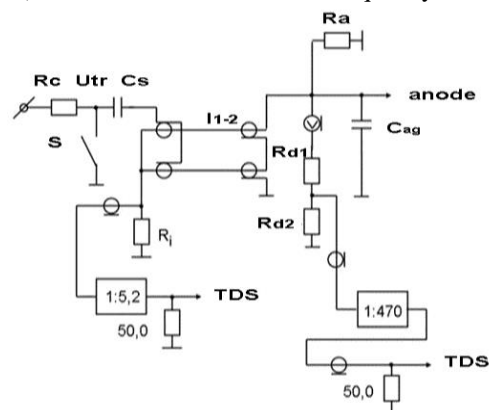 Ra
Rc Utr Cs
anode
I1-2
S
Cag
Rd1
Rd2
Ri
1:5,2
TDS
50,0
1:470
TDS
50,0